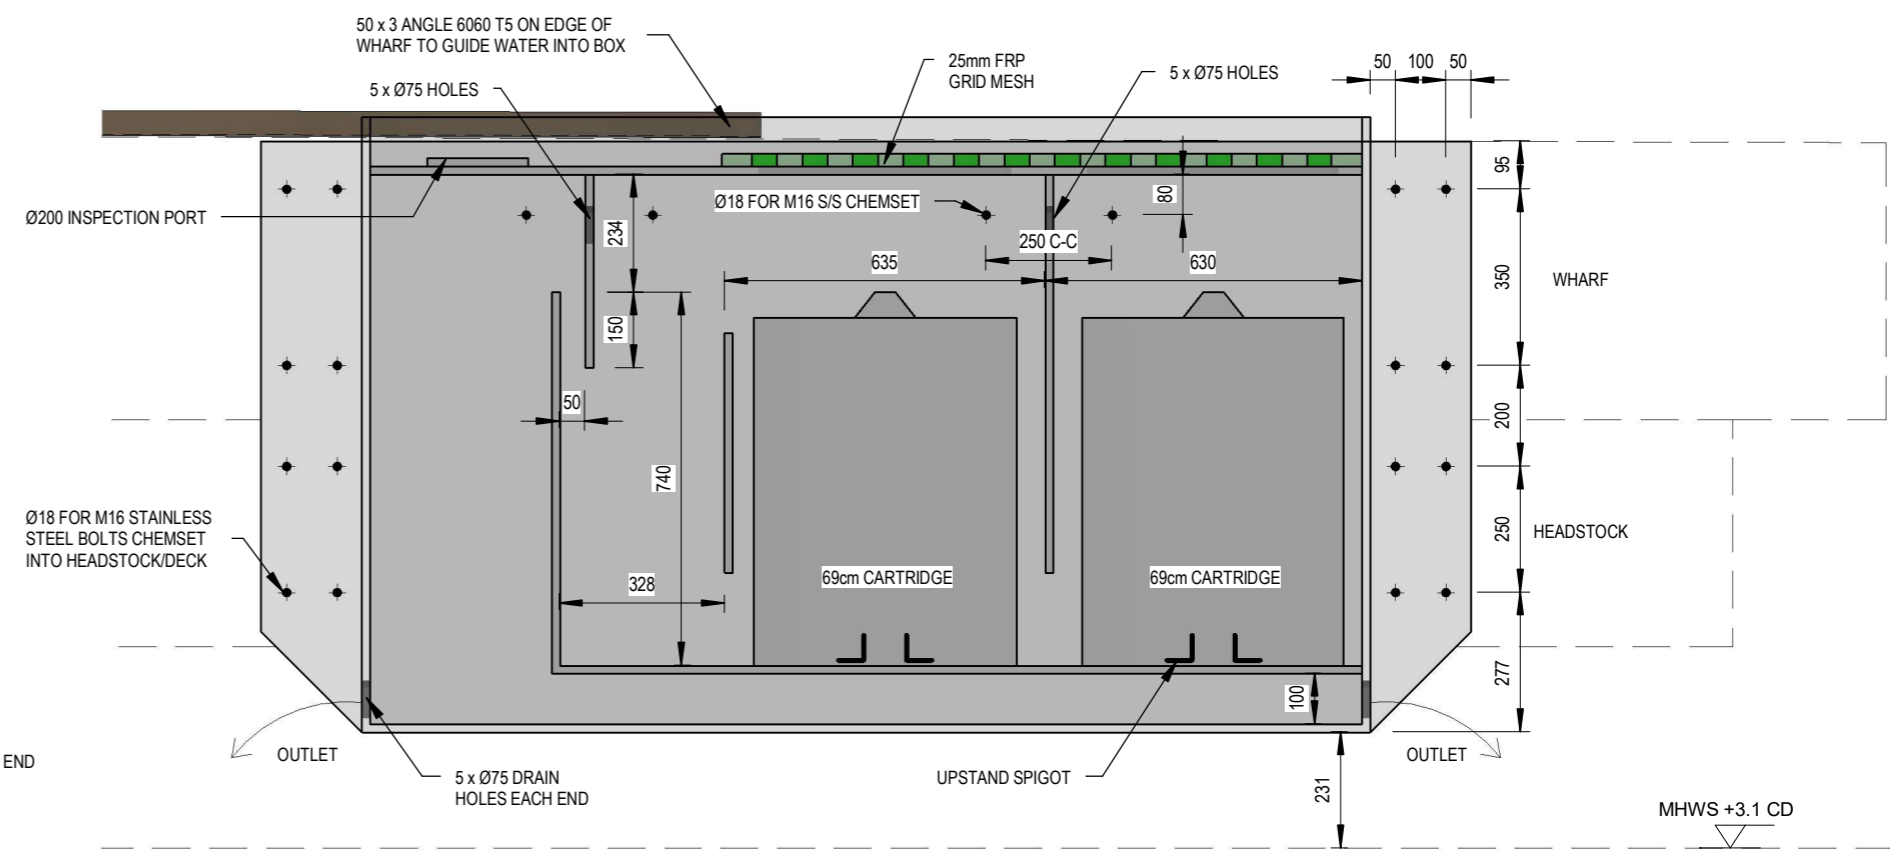 50 x 3 ANGLE 6060 T5 ON EDGE OF
WHARF TO GUIDE WATER INTO BOX
25mm FRP
GRID MESH
5 x Ø75 HOLES
5 x Ø75 HOLES
50
100
50
95
Ø200 INSPECTION PORT
Ø18 FOR M16 S/S CHEMSET
80
234
250 C-C
635
630
350
WHARF
150
50
200
740
Ø18 FOR M16 STAINLESS
STEEL BOLTS CHEMSET
INTO HEADSTOCK/DECK
250
HEADSTOCK
328
69cm CARTRIDGE
69cm CARTRIDGE
277
100
END
OUTLET
OUTLET
5 x Ø75 DRAIN
HOLES EACH END
UPSTAND SPIGOT
231
MHWS +3.1 CD